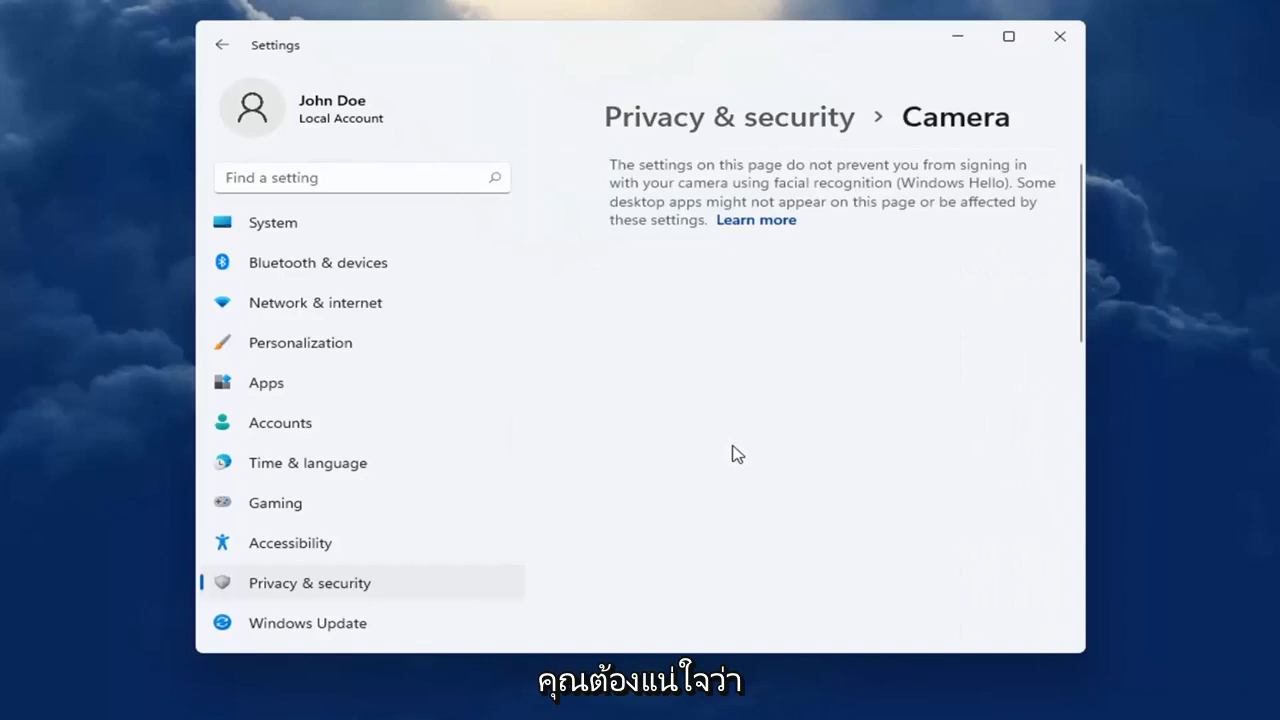 Settings
John Doe
Local Account
Find a setting
System
Bluetooth & devices
Network & internet
Personalization
Apps
Accounts
Time & language
Gaming
Accessibility
Privacy & security
Windows Update
Privacy & security > Camera
The settings on this page do not prevent you from signing in
with your camera using facial recognition (Windows Hello). Some
desktop apps might not appear on this page or be affected by
these settings. Learn more
คุณต้องแน่ใจว่า